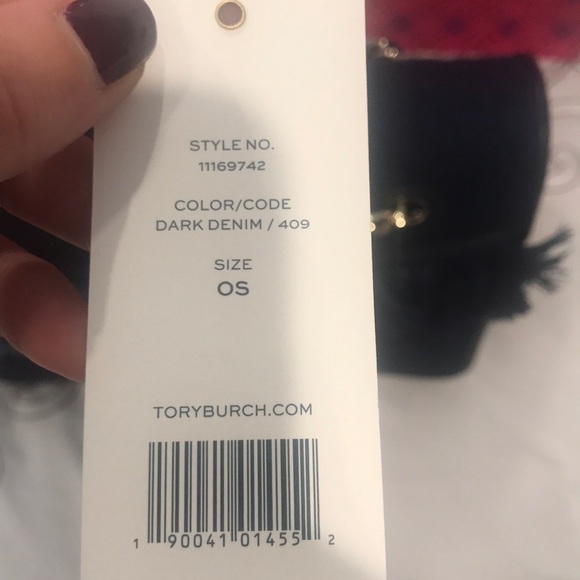 STYLE NO.
11169742
COLOR/CODE
DARK DENIM / 409
SIZE
OS
TORYBURCH.COM
1 90041 01455 2